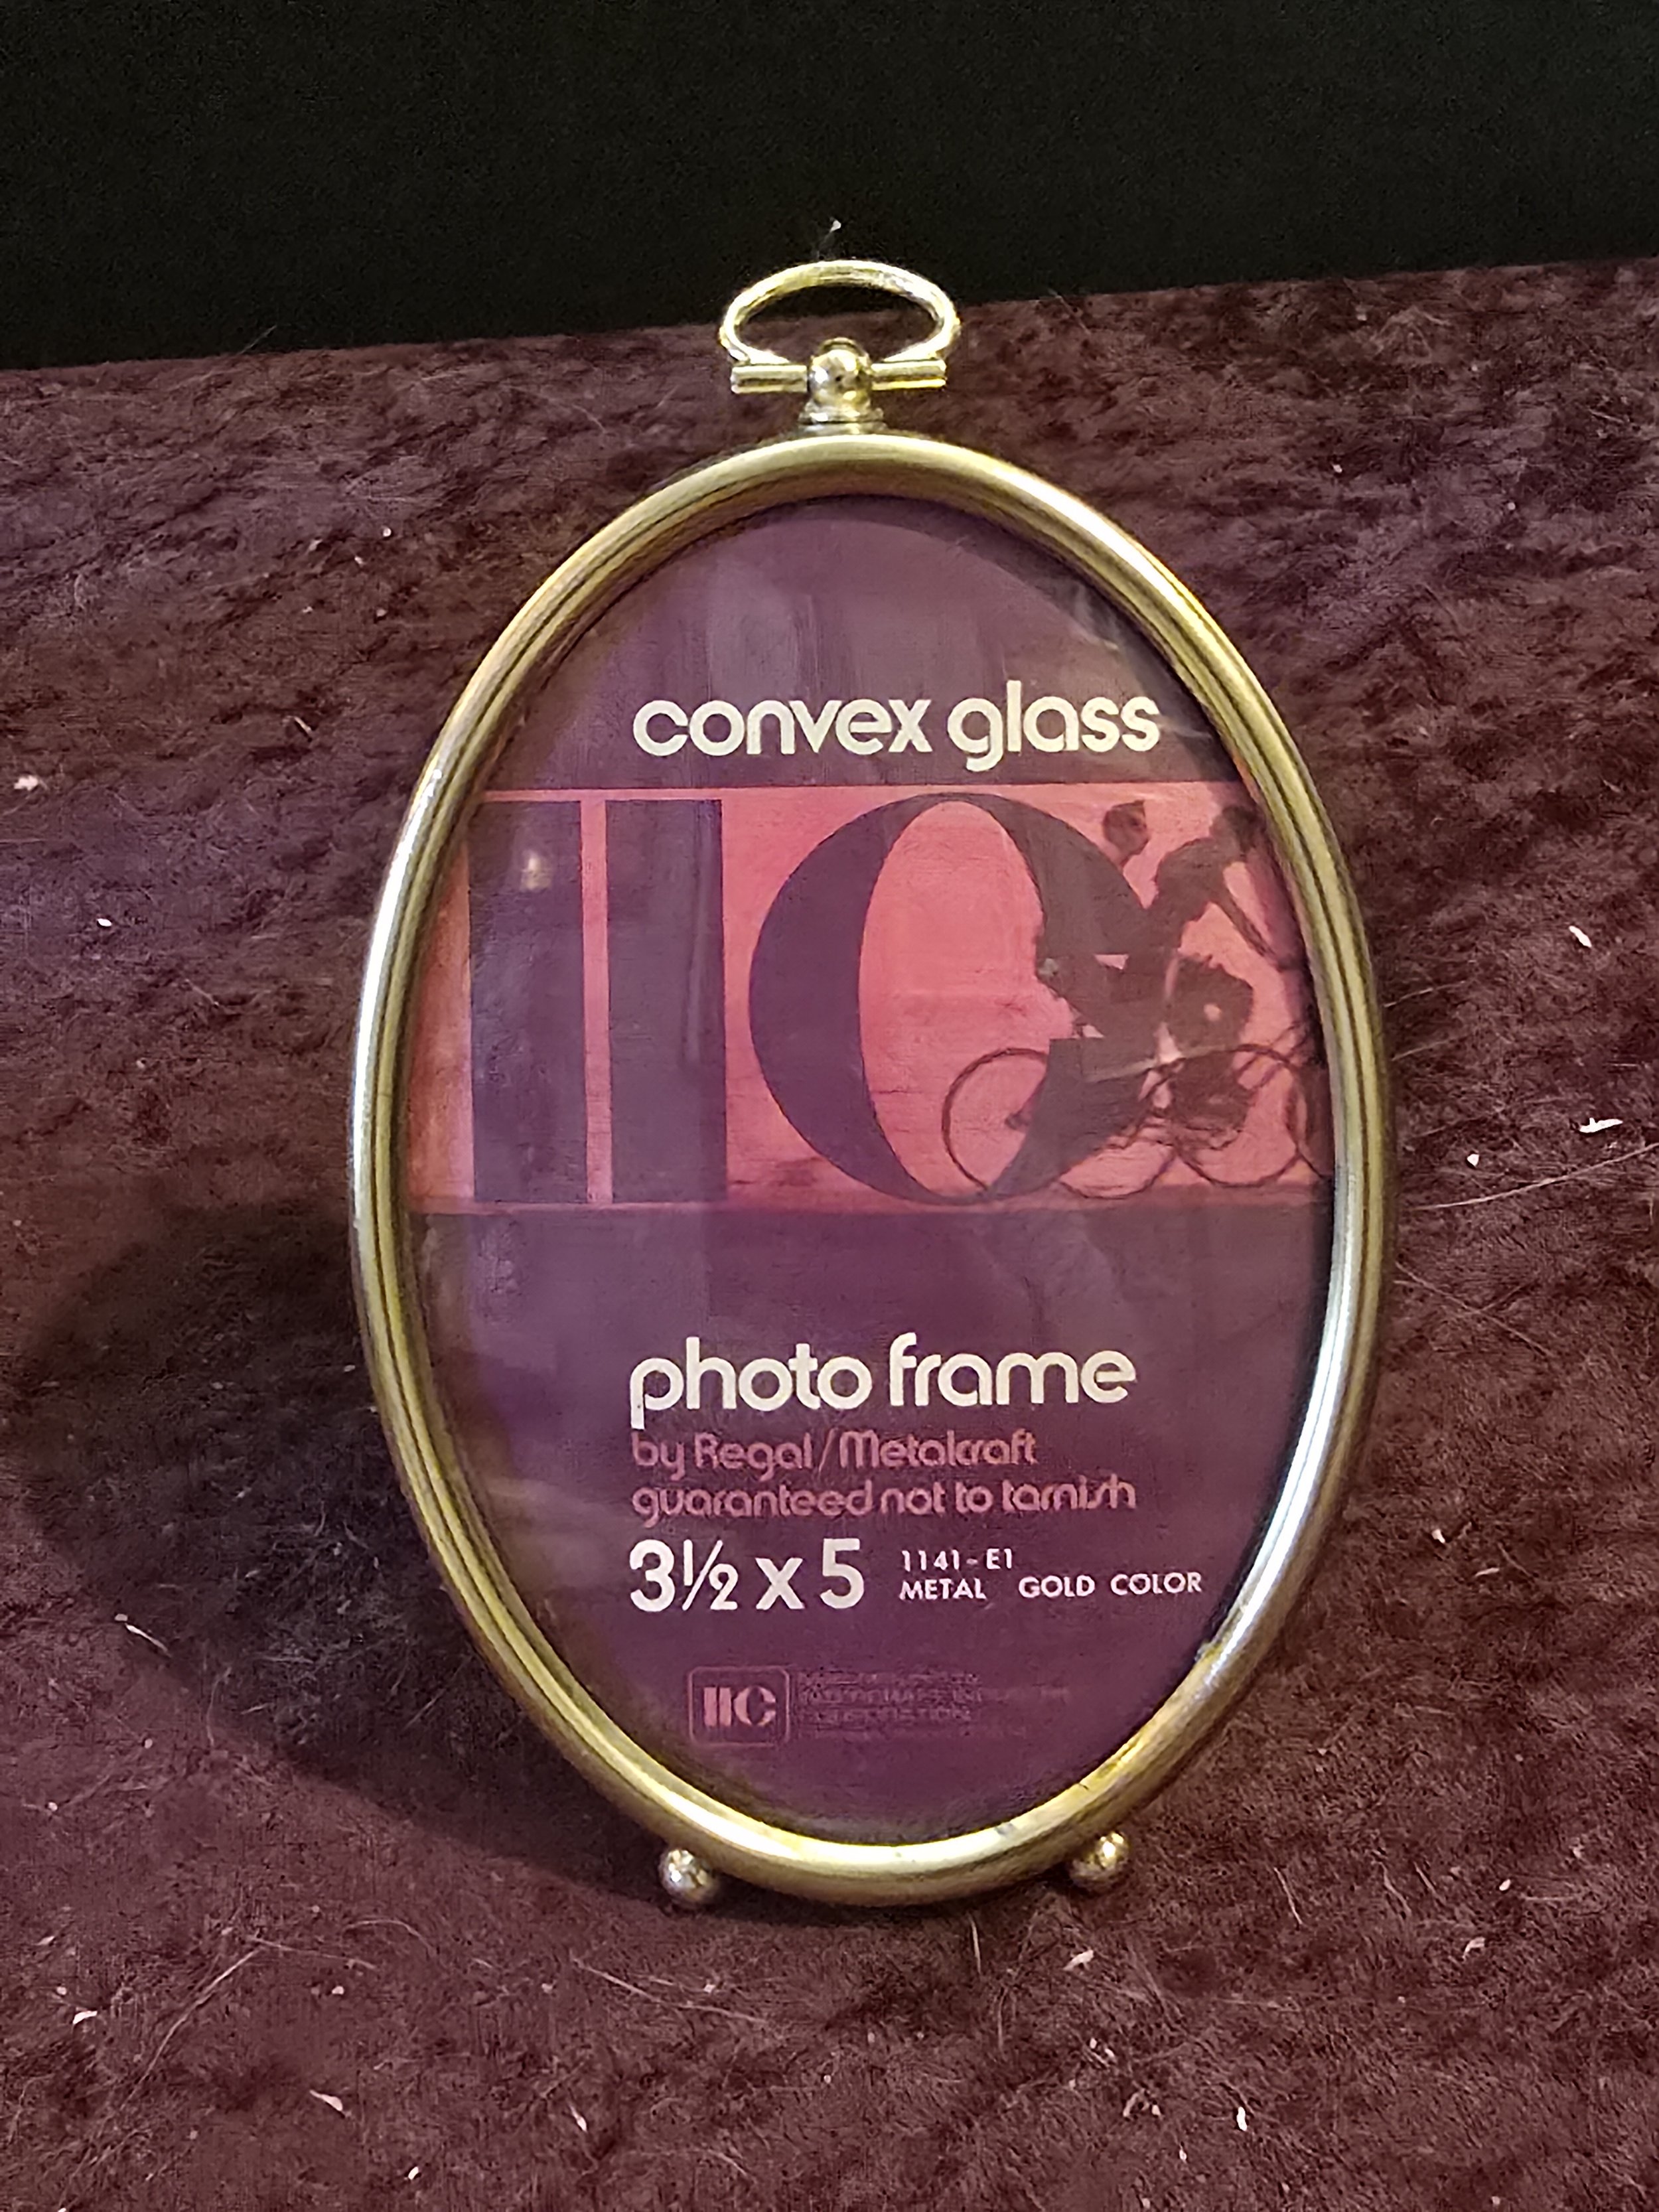 convex glass
IIC
photo frame
by Regal/Metalcraft
guaranteed not to tarnish
3½ x 5
1141-E1
METAL GOLD COLOR
IIC